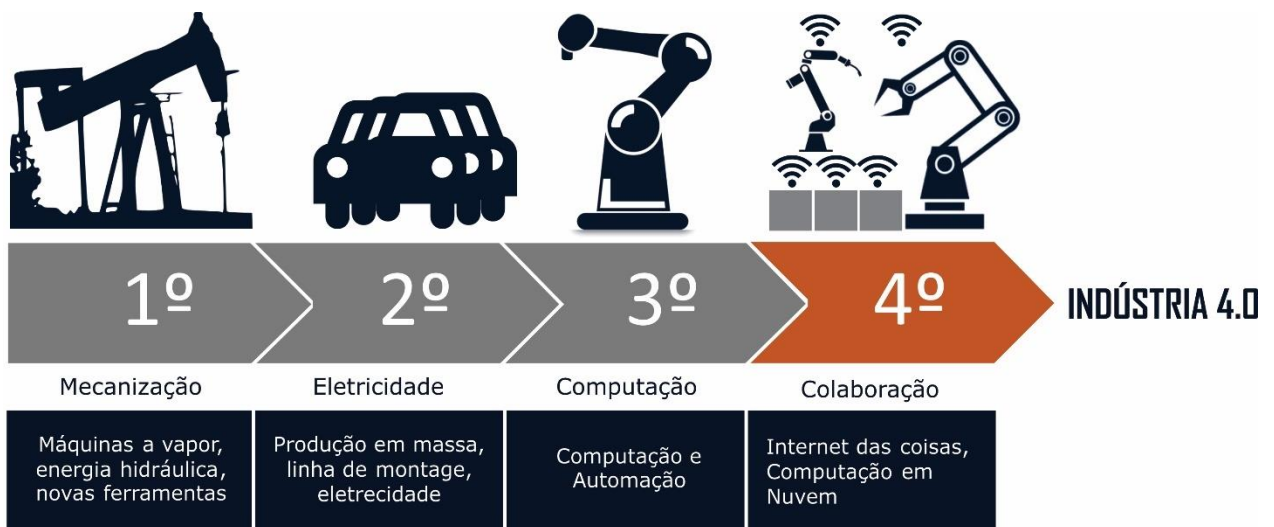 1º
2º
3º
4º
INDÚSTRIA 4.0
Mecanização
Eletricidade
Computação
Colaboração
Máquinas a vapor,
energia hidráulica,
novas ferramentas
Produção em massa,
linha de montage,
eletrecidade
Computação e
Automação
Internet das coisas,
Computação em
Nuvem